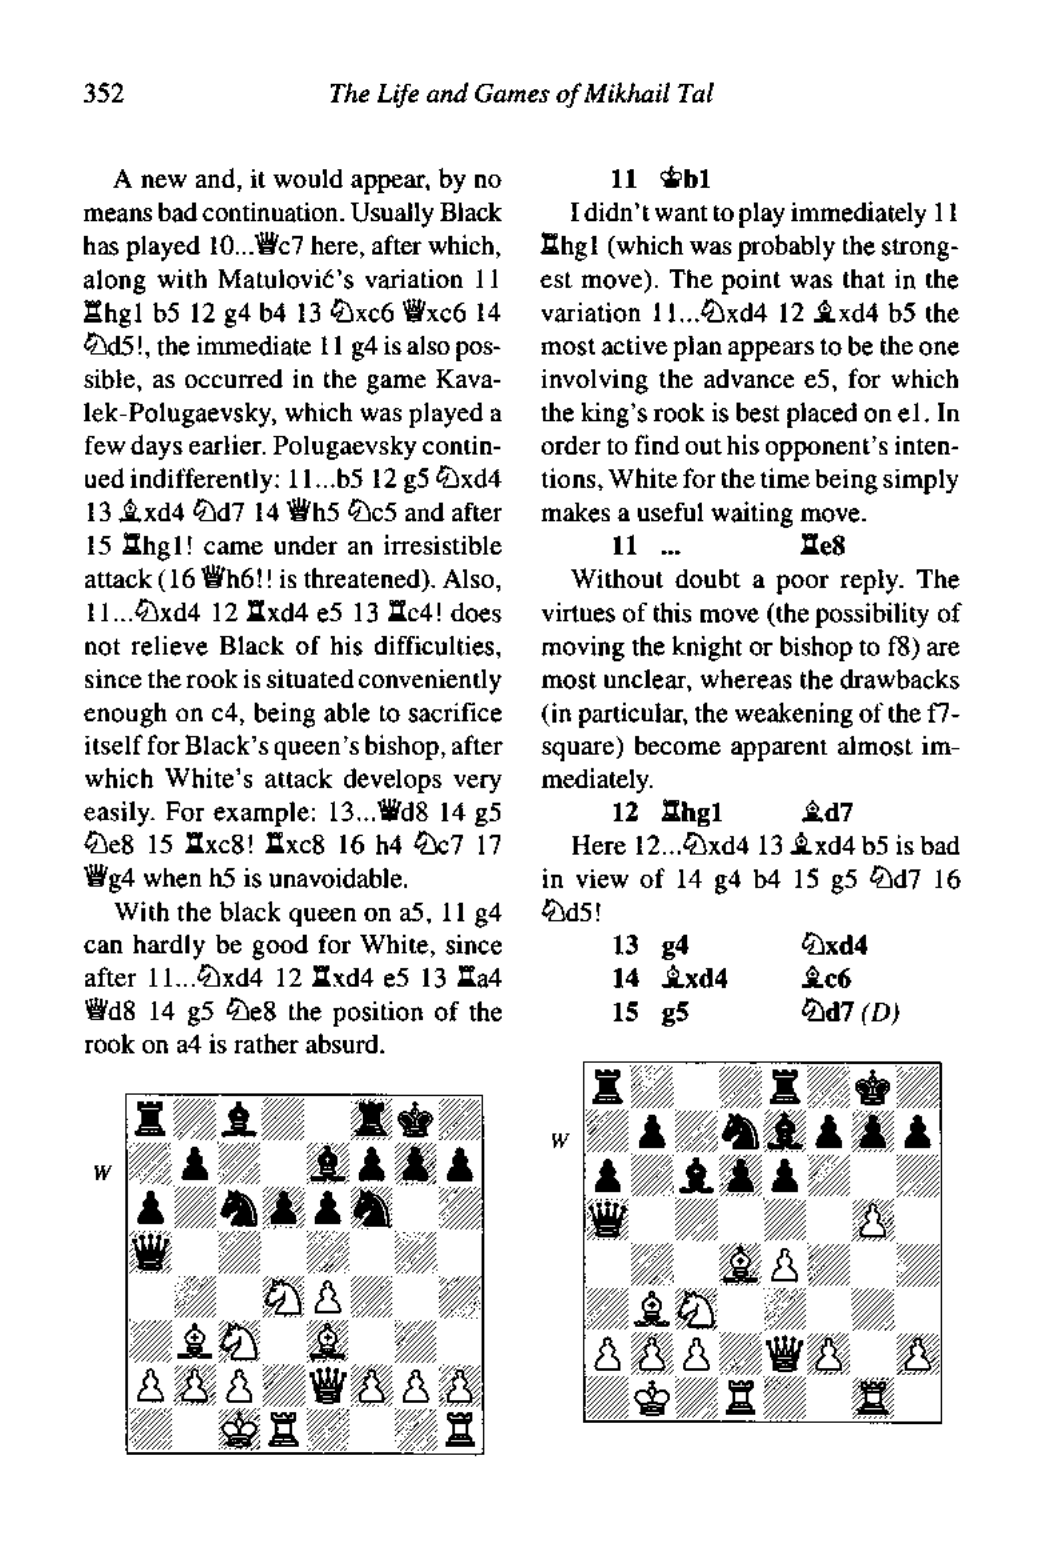 352
The Life and Games of Mikhail Tal
A new and, it would appear, by no
means bad continuation. Usually Black
has played 10...♕c7 here, after which,
along with Matulović's variation 11
♖hg1 b5 12 g4 b4 13 ♘xc6 ♕xc6 14
♘d5!, the immediate 11 g4 is also pos-
sible, as occurred in the game Kava-
lek-Polugaevsky, which was played a
few days earlier. Polugaevsky contin-
ued indifferently: 11...b5 12 g5 ♘xd4
13 ♗xd4 ♘d7 14 ♕h5 ♘c5 and after
15 ♖hg1! came under an irresistible
attack (16 ♕h6!! is threatened). Also,
11...♘xd4 12 ♖xd4 e5 13 ♖c4! does
not relieve Black of his difficulties,
since the rook is situated conveniently
enough on c4, being able to sacrifice
itself for Black's queen's bishop, after
which White's attack develops very
easily. For example: 13...♕d8 14 g5
♘e8 15 ♖xc8! ♖xc8 16 h4 ♘c7 17
♕g4 when h5 is unavoidable.
With the black queen on a5, 11 g4
can hardly be good for White, since
after 11...♘xd4 12 ♖xd4 e5 13 ♖a4
♕d8 14 g5 ♘e8 the position of the
rook on a4 is rather absurd.
W
11 ♔b1
I didn't want to play immediately 11
♖hg1 (which was probably the strong-
est move). The point was that in the
variation 11...♘xd4 12 ♗xd4 b5 the
most active plan appears to be the one
involving the advance e5, for which
the king's rook is best placed on e1. In
order to find out his opponent's inten-
tions, White for the time being simply
makes a useful waiting move.
11 ... ♖e8
Without doubt a poor reply. The
virtues of this move (the possibility of
moving the knight or bishop to f8) are
most unclear, whereas the drawbacks
(in particular, the weakening of the f7-
square) become apparent almost im-
mediately.
12 ♖hg1 ♗d7
Here 12...♘xd4 13 ♗xd4 b5 is bad
in view of 14 g4 b4 15 g5 ♘d7 16
♘d5!
13 g4 ♘xd4
14 ♗xd4 ♗c6
15 g5 ♘d7 (D)
W